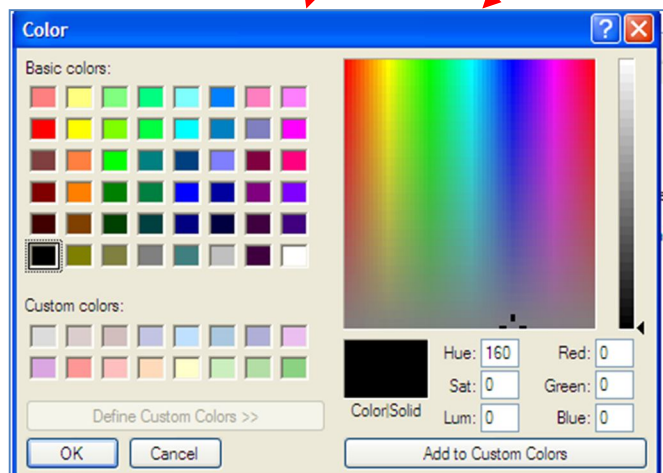 Color
Basic colors:
Custom colors:
Define Custom Colors >>
OK Cancel
Color|Solid
Hue: 160 Red: 0
Sat: 0 Green: 0
Lum: 0 Blue: 0
Add to Custom Colors